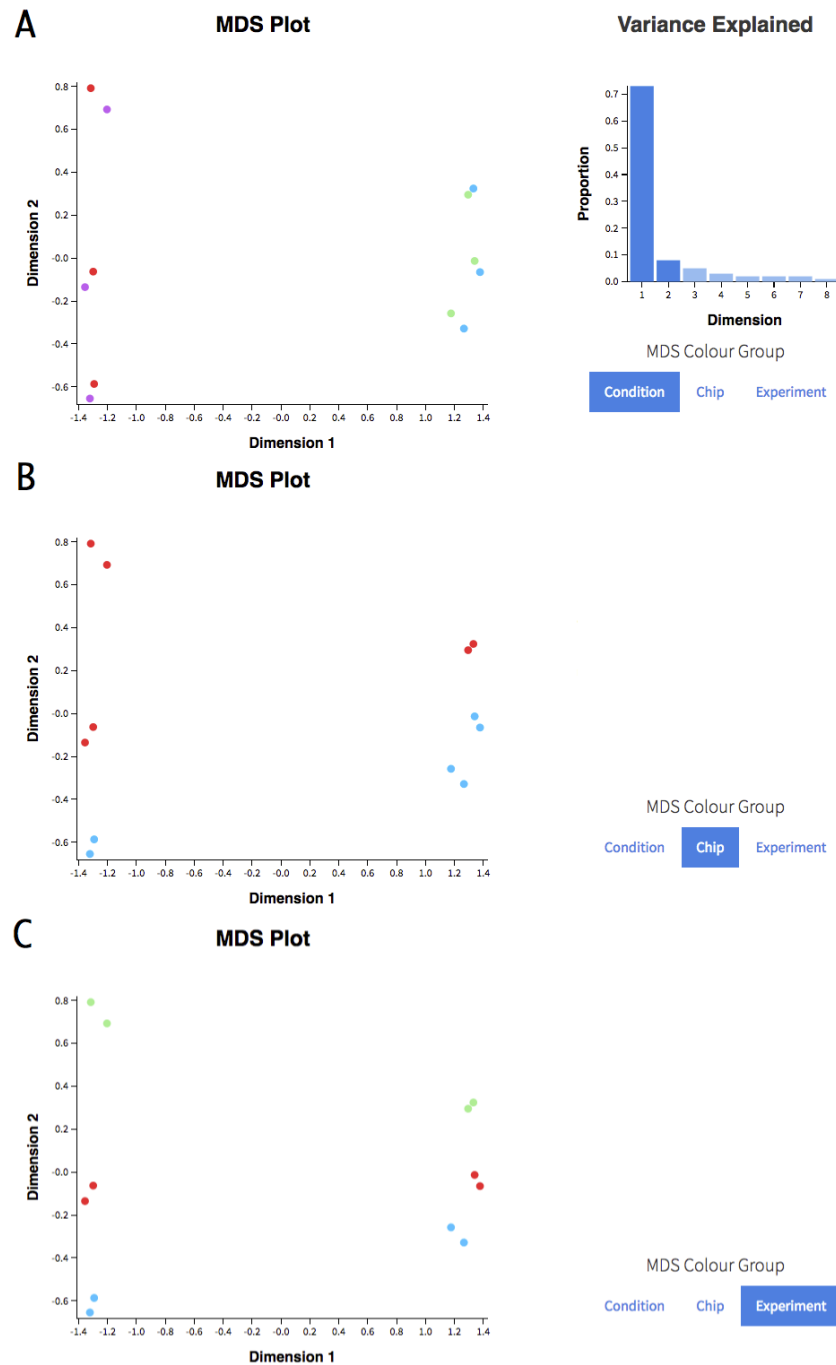 A
MDS Plot
Variance Explained
0.8
0.6
0.4
0.2
-0.0
-0.2
-0.4
-0.6
Dimension 2
-1.4 -1.2 -1.0 -0.8 -0.6 -0.4 -0.2 -0.0 0.2 0.4 0.6 0.8 1.0 1.2 1.4
Dimension 1
0.7
0.6
0.5
0.4
0.3
0.2
0.1
0.0
Proportion
1 2 3 4 5 6 7 8
Dimension
MDS Colour Group
Condition Chip Experiment
B
MDS Plot
0.8
0.6
0.4
0.2
-0.0
-0.2
-0.4
-0.6
Dimension 2
-1.4 -1.2 -1.0 -0.8 -0.6 -0.4 -0.2 -0.0 0.2 0.4 0.6 0.8 1.0 1.2 1.4
Dimension 1
MDS Colour Group
Condition Chip Experiment
C
MDS Plot
0.8
0.6
0.4
0.2
-0.0
-0.2
-0.4
-0.6
Dimension 2
-1.4 -1.2 -1.0 -0.8 -0.6 -0.4 -0.2 -0.0 0.2 0.4 0.6 0.8 1.0 1.2 1.4
Dimension 1
MDS Colour Group
Condition Chip Experiment